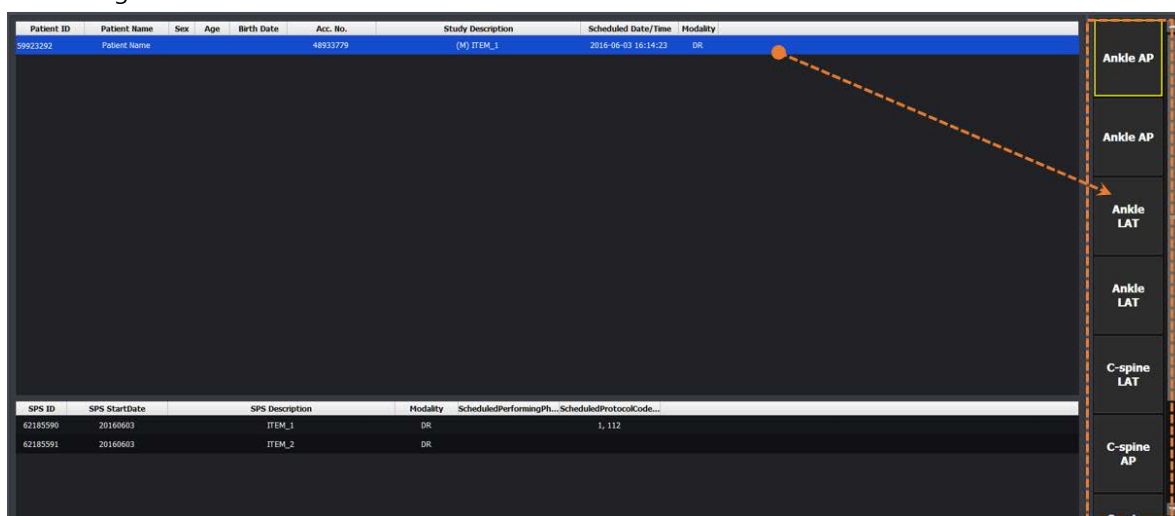 Patient ID Patient Name Sex Age Birth Date Acc. No. Study Description Scheduled Date/Time Modality
59923292 Patient Name 48933779 (M) ITEM_1 2016-06-03 16:14:23 DR
SPS ID SPS StartDate SPS Description Modality ScheduledPerformingPh... ScheduledProtocolCode...
62185590 20160603 ITEM_1 DR 1, 112
62185591 20160603 ITEM_2 DR
Ankle AP
Ankle AP
Ankle
LAT
Ankle
LAT
C-spine
LAT
C-spine
AP